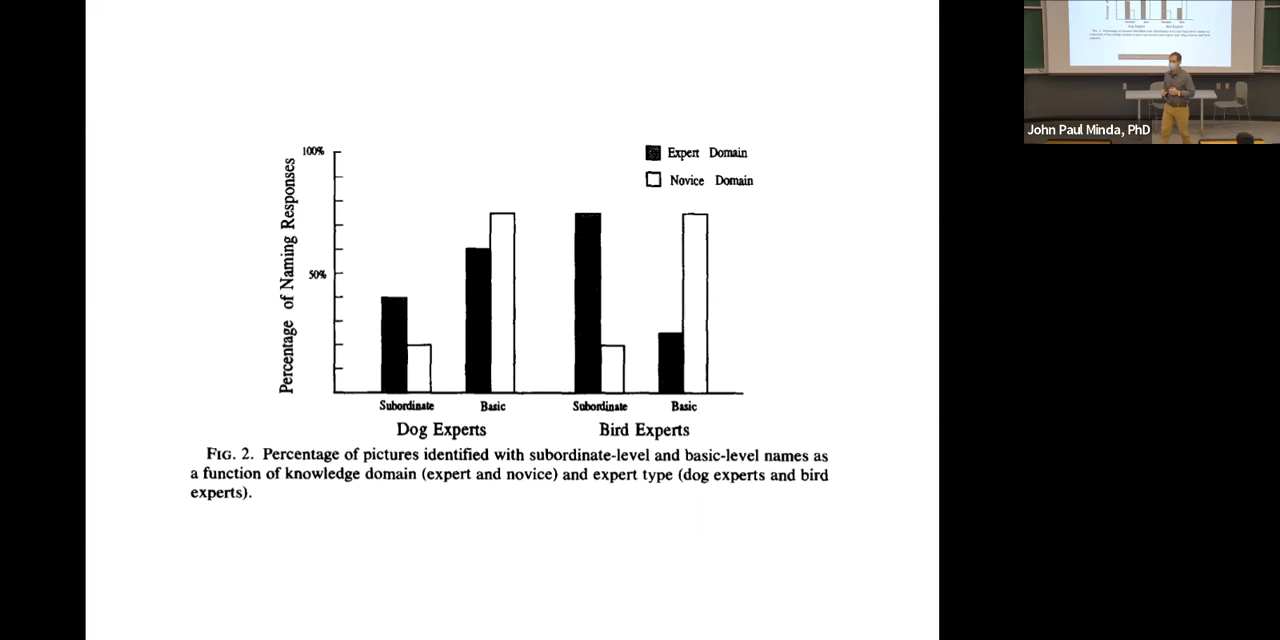 100%
50%
Percentage of Naming Responses
Expert Domain
Novice Domain
Subordinate Basic Subordinate Basic
Dog Experts Bird Experts
FIG. 2. Percentage of pictures identified with subordinate-level and basic-level names as
a function of knowledge domain (expert and novice) and expert type (dog experts and bird
experts).
John Paul Minda, PhD